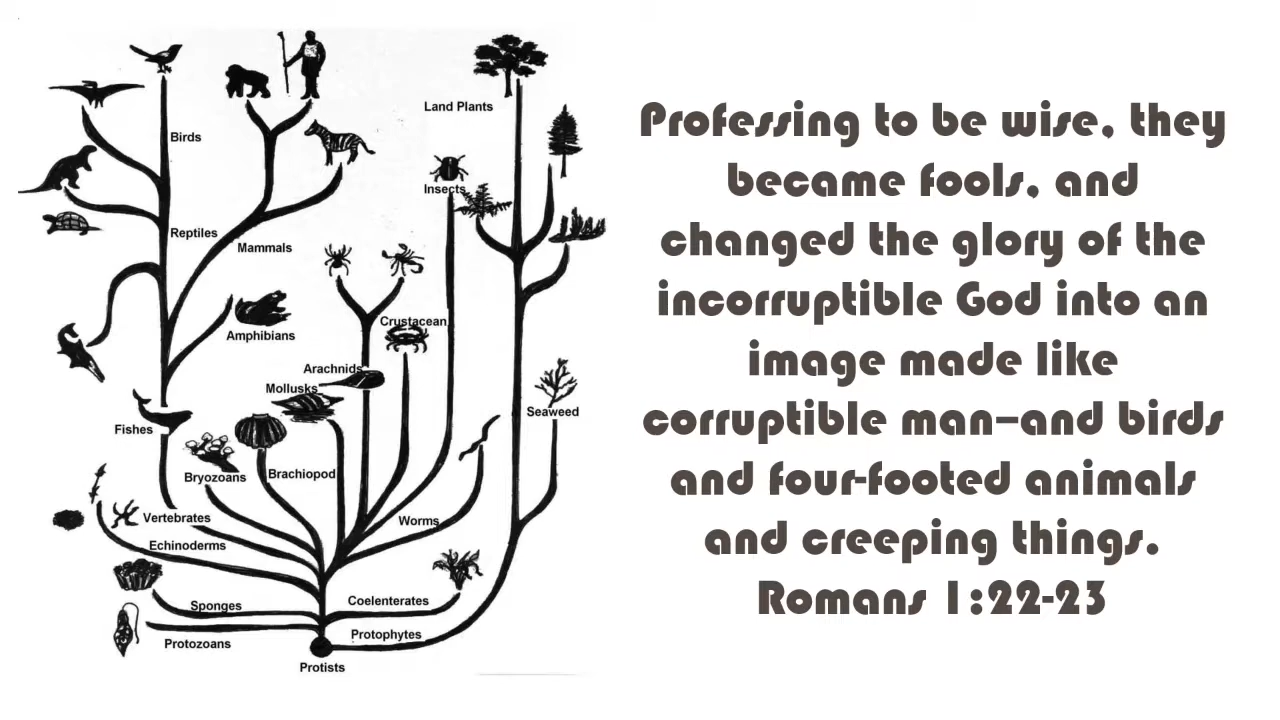 Birds
Land Plants
Insects
Reptiles
Mammals
Amphibians
Crustacean
Arachnids
Mollusks
Fishes
Seaweed
Bryozoans
Brachiopod
Vertebrates
Worms
Echinoderms
Sponges
Coelenterates
Protozoans
Protophytes
Protists
Professing to be wise, they
became fools, and
changed the glory of the
incorruptible God into an
image made like
corruptible man–and birds
and four-footed animals
and creeping things.
Romans 1:22-23